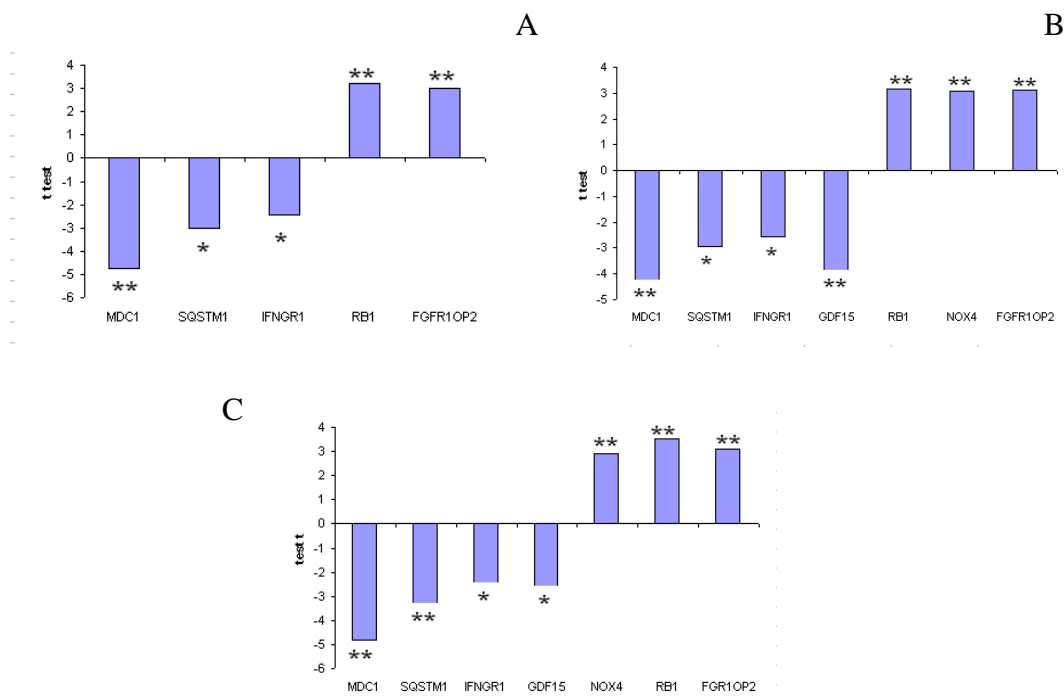 A
4
3
2
1
0
-1
-2
-3
-4
-5
-6
t test
** ** 
** * *
MDC1 SQSTM1 IFNGR1 RB1 FGFR1OP2
B
4
3
2
1
0
-1
-2
-3
-4
-5
t test
** ** **
** * * **
MDC1 SQSTM1 IFNGR1 GDF15 RB1 NOX4 FGFR1OP2
C
4
3
2
1
0
-1
-2
-3
-4
-5
-6
test t
** ** **
** ** * *
MDC1 SQSTM1 IFNGR1 GDF15 NOX4 RB1 FGR1OP2